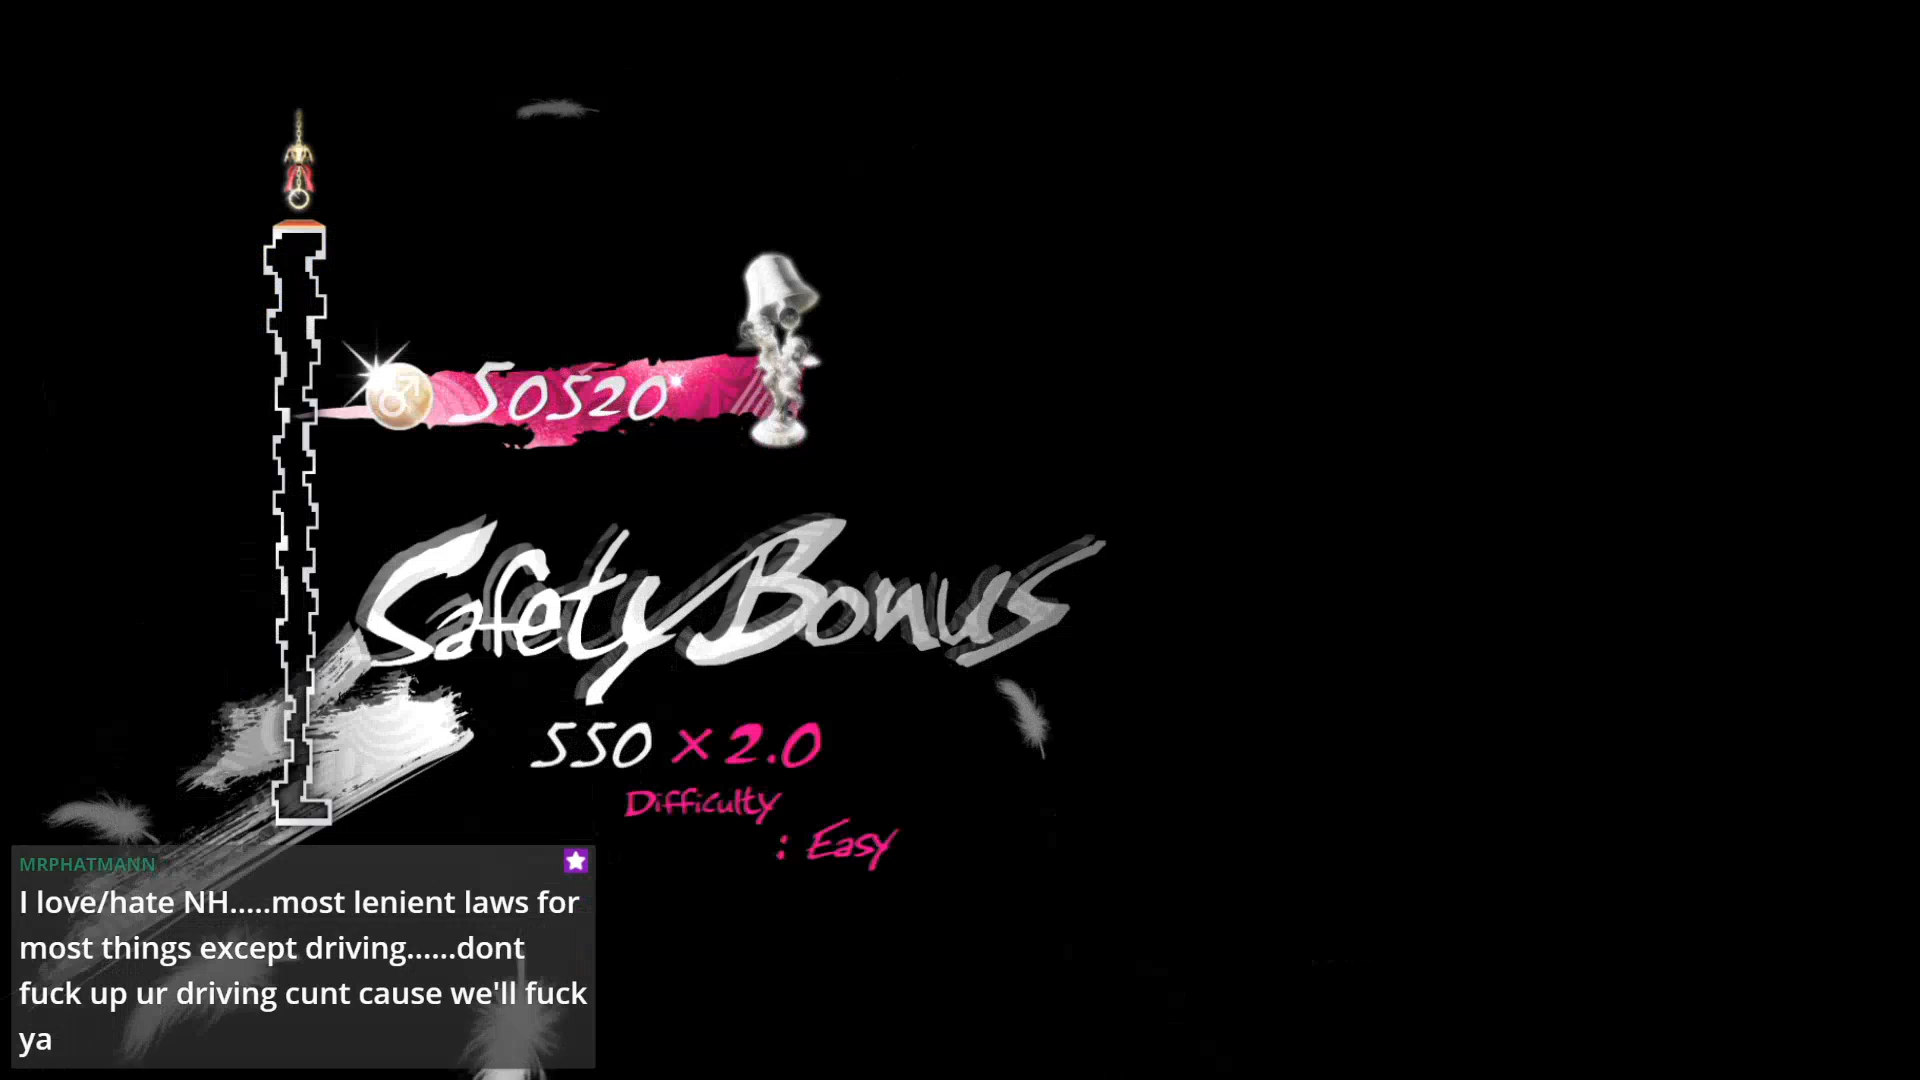 50520
Safety Bonus
550 × 2.0
Difficulty
: Easy
MRPHATMANN
I love/hate NH.....most lenient laws for
most things except driving......dont
fuck up ur driving cunt cause we'll fuck
ya